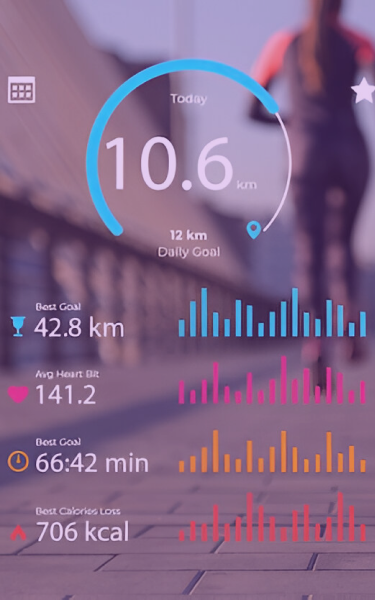 Today
10.6 km
12 km
Daily Goal
Best Goal
42.8 km
Avg Heart Bit
141.2
Best Goal
66:42 min
Best Calories Loss
706 kcal